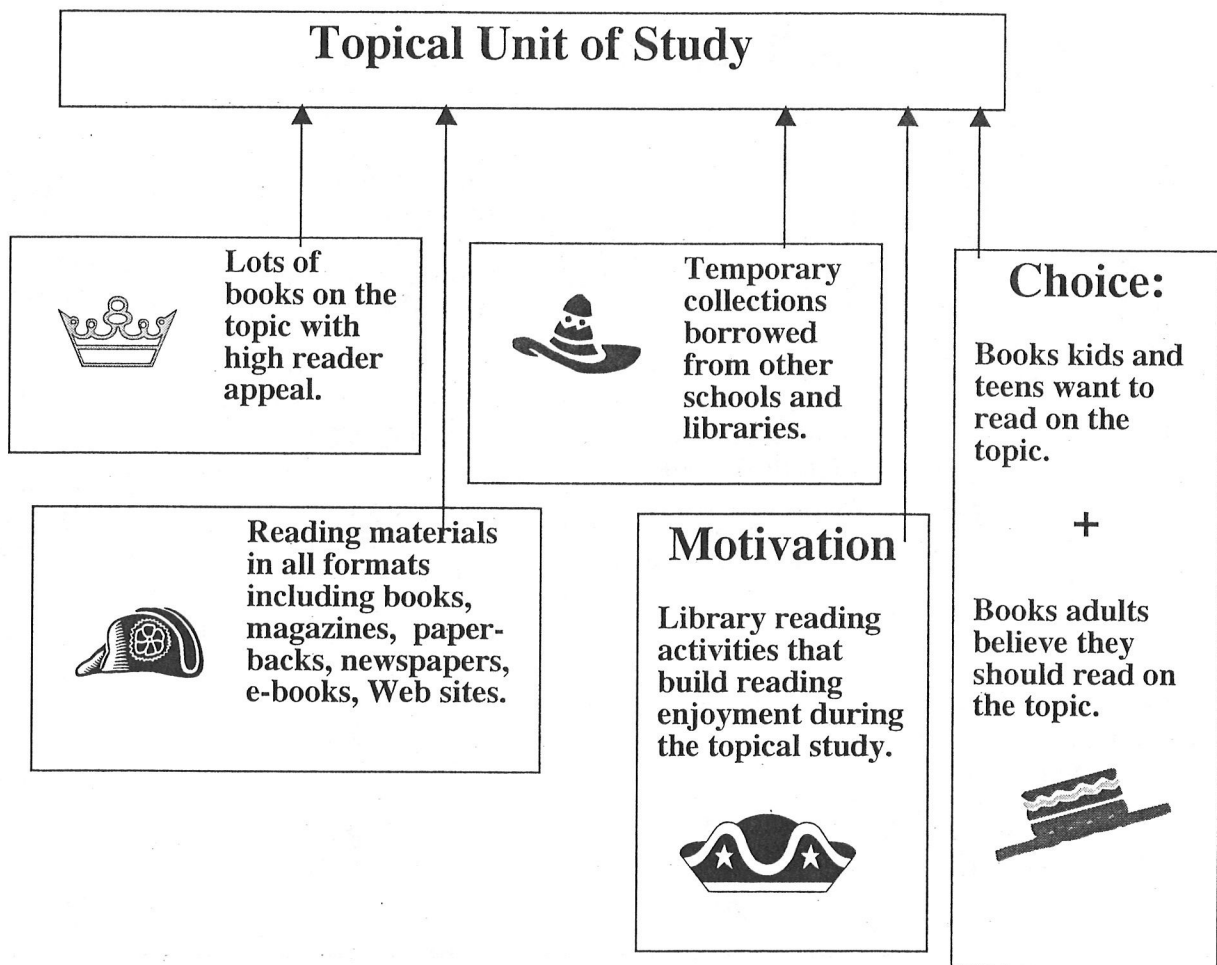 Topical Unit of Study
Lots of
books on the
topic with
high reader
appeal.
Temporary
collections
borrowed
from other
schools and
libraries.
Choice:
Books kids and
teens want to
read on the
topic.
+
Books adults
believe they
should read on
the topic.
Reading materials
in all formats
including books,
magazines, paper-
backs, newspapers,
e-books, Web sites.
Motivation
Library reading
activities that
build reading
enjoyment during
the topical study.